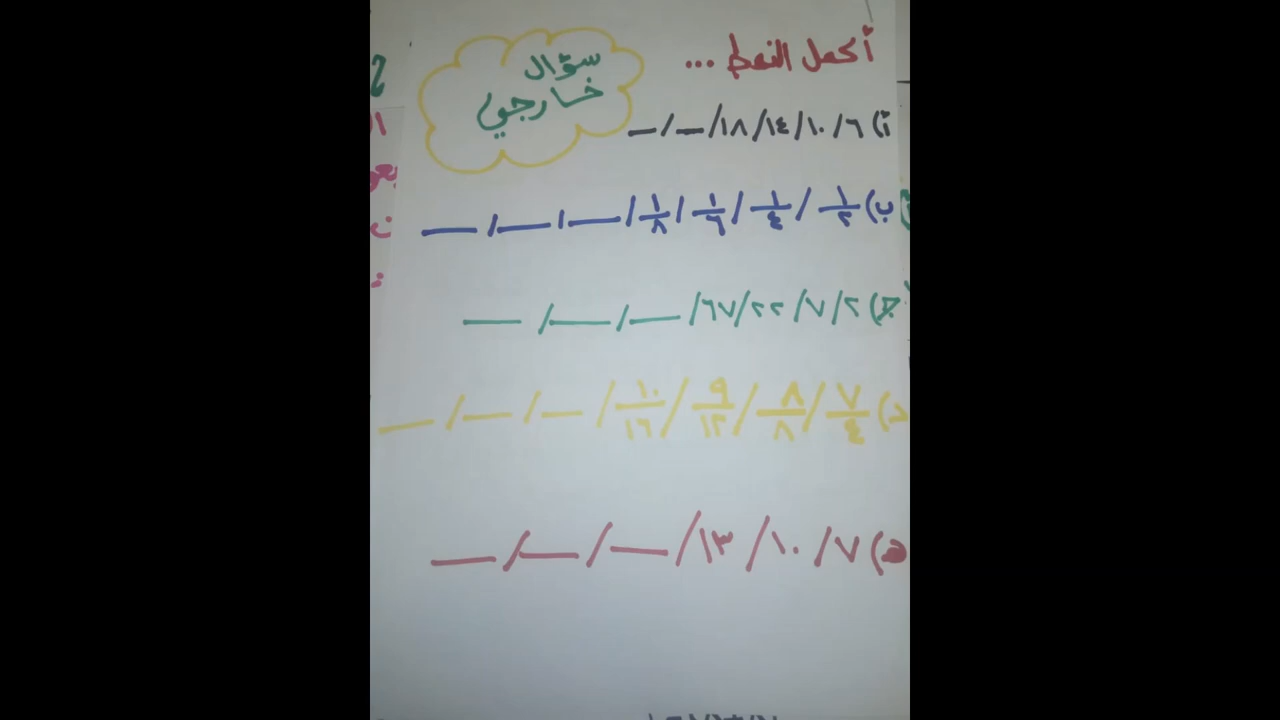 أكمل النمط ...
سؤال
خارجي
أ) ٦ / ١٠ / ١٤ / ١٨ / __ / __
ب) ١/٢ / ١/٤ / ١/٦ / ١/٨ / __ / __ / __
ج) ٢ / ٧ / ٢٢ / ٦٧ / __ / __ / __
د) ٧/٤ / ٨/٨ / ٩/١٢ / ١٠/١٦ / __ / __ / __
هـ) ٧ / ١٠ / ١٣ / __ / __ / __